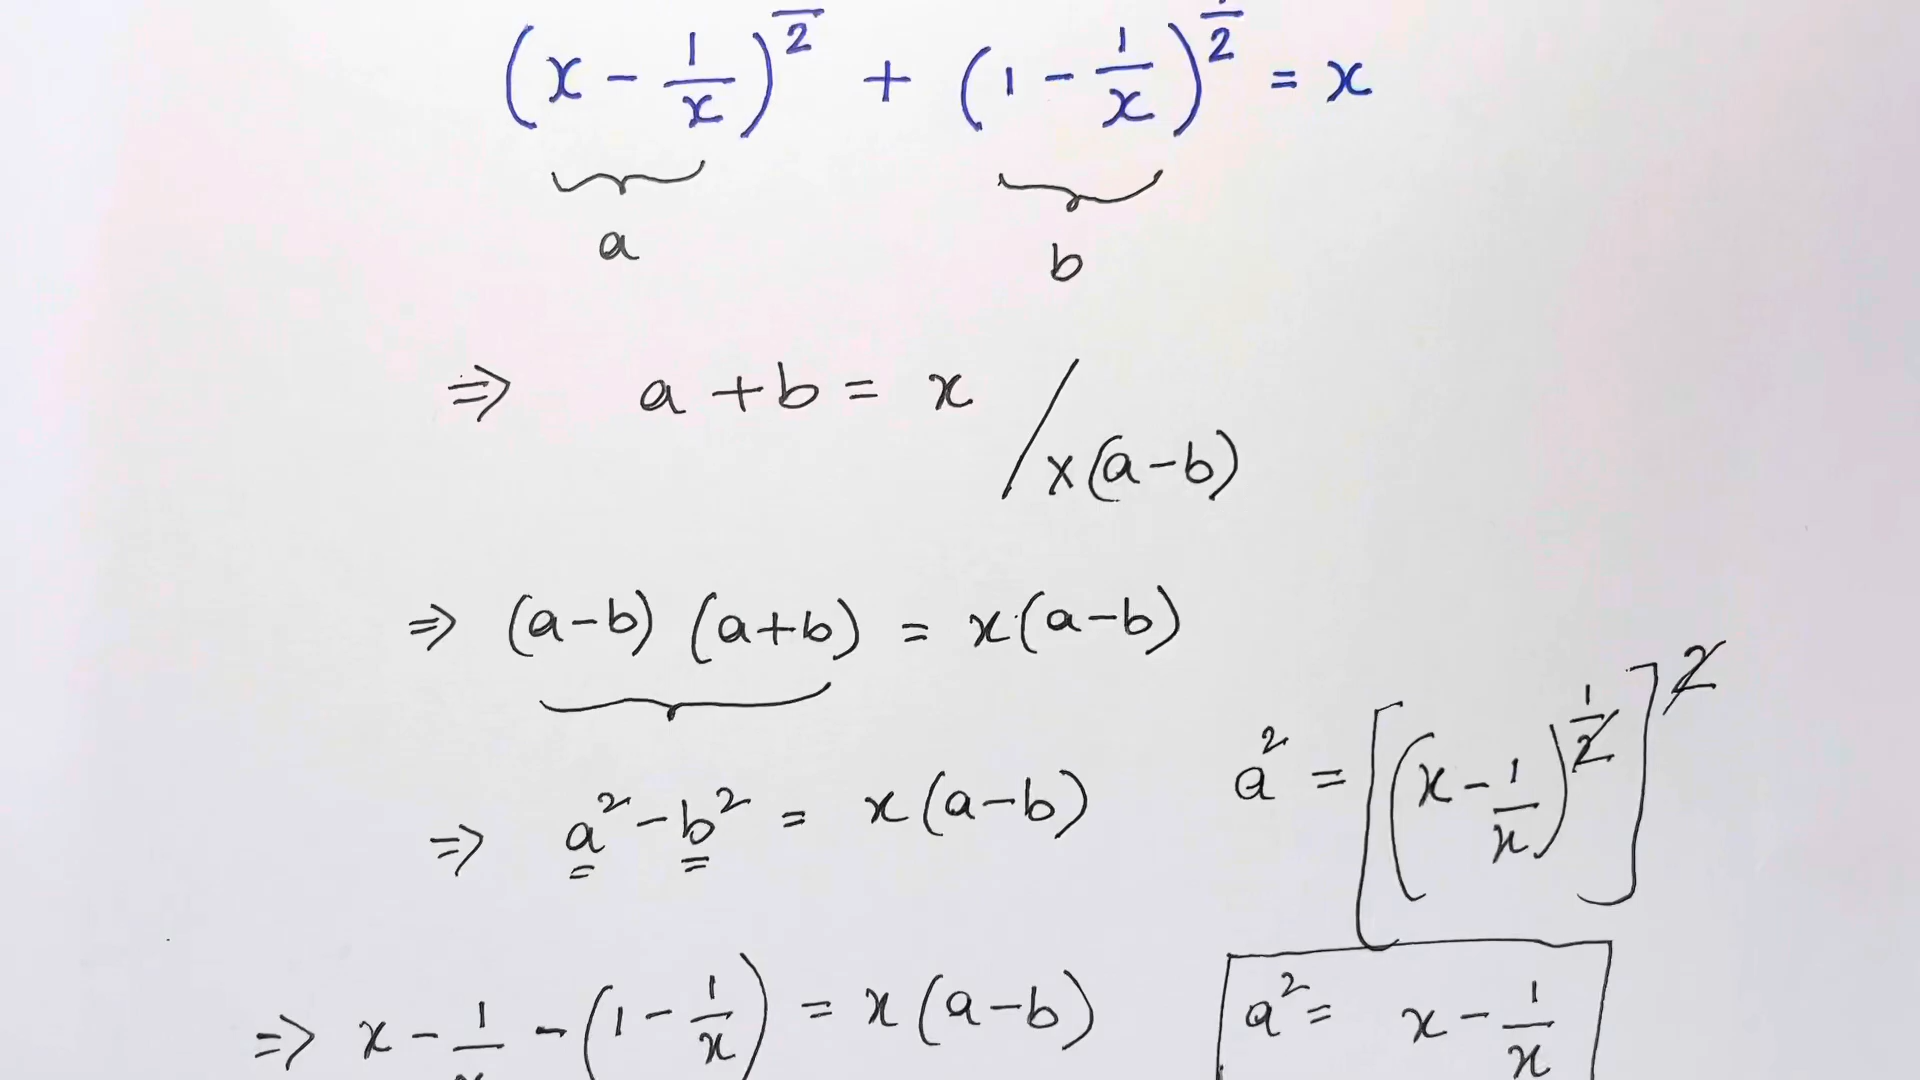 (x - 1/x)^(1/2) + (1 - 1/x)^(1/2) = x
a b
⇒ a + b = x / x(a-b)
⇒ (a-b) (a+b) = x(a-b)
⇒ a² - b² = x(a-b)
a² = [(x - 1/x)^(1/2)]^2
⇒ x - 1/x - (1 - 1/x) = x(a-b)
a² = x - 1/x